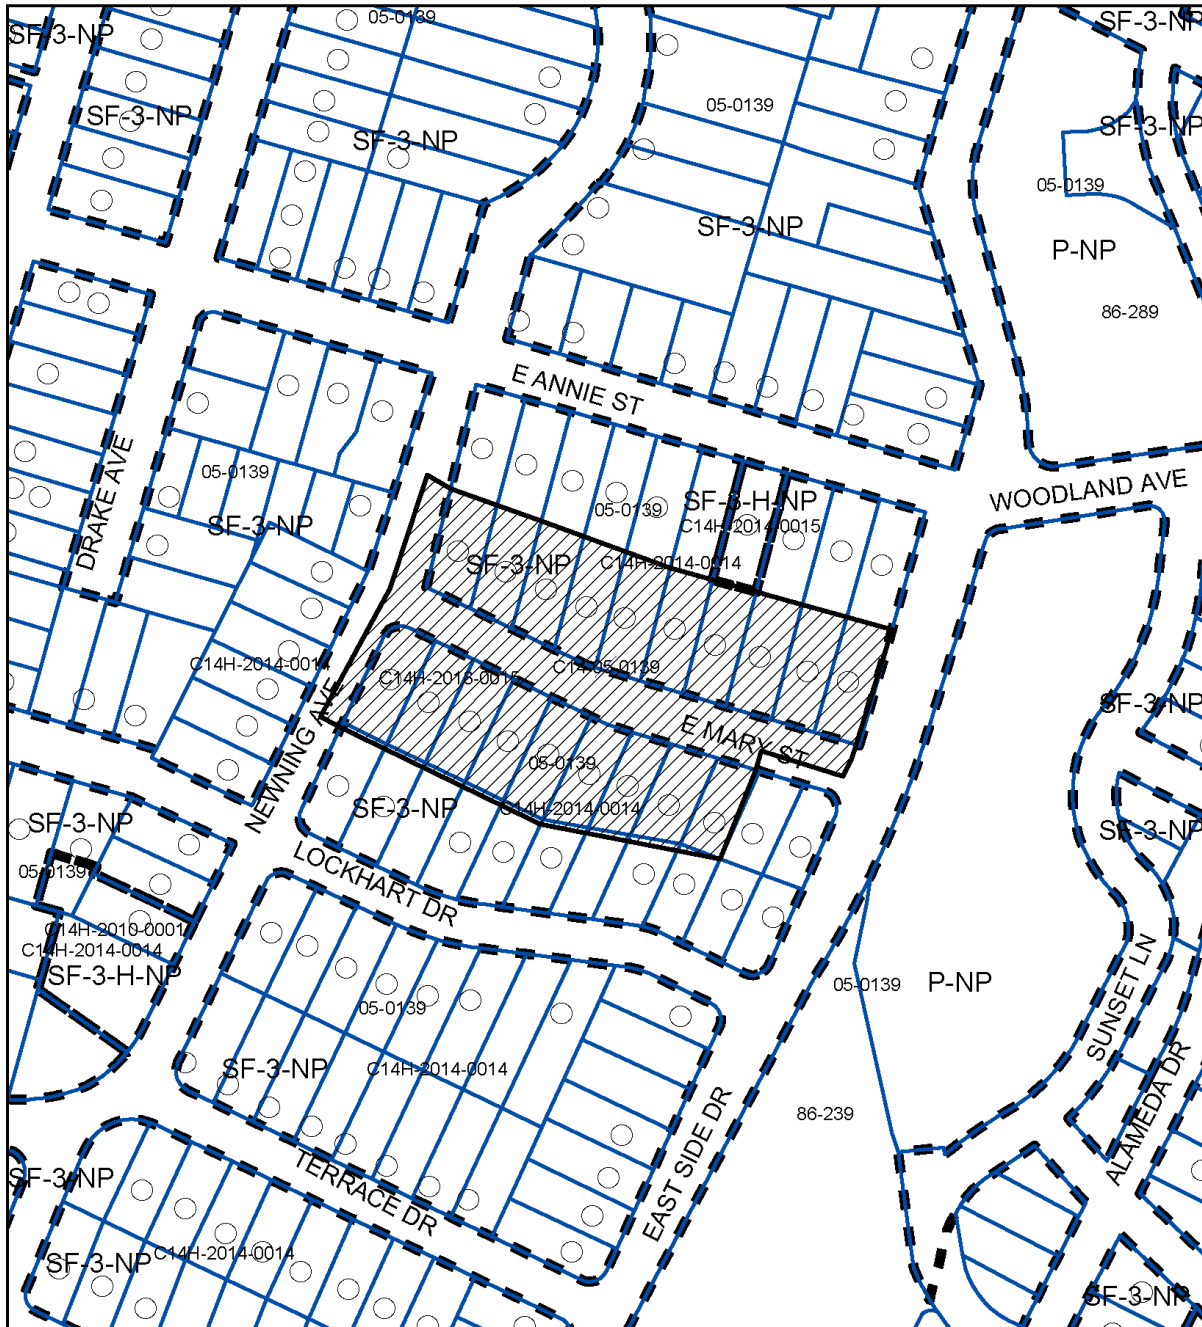 05-0139
SF-3-NP
SF-3-NP
05-0139
SF-3-NP
SF-3-NP
SF-3-NP
05-0139
SF-3-NP
P-NP
86-289
E ANNIE ST
DRAKE AVE
05-0139
SF-3-NP
WOODLAND AVE
SF-3-H-NP
05-0139
C14H-2014-0015
SF-3-NP
C14H-2014-0014
C14H-2014-0014
C14-05-0139
C14H-2016-0015
SF-3-NP
NEWNING AVE
E MARY ST
05-0139
SF-3-NP
C14H-2014-0014
SF-3-NP
SF-3-NP
05-0139
LOCKHART DR
C14H-2010-0001
C14H-2014-0014
SF-3-H-NP
05-0139
P-NP
SUNSET LN
05-0139
SF-3-NP
C14H-2014-0014
ALAMEDA DR
86-239
EAST SIDE DR
TERRACE DR
SF-3-NP
C14H-2014-0014
SF-3-NP
SF-3-NP